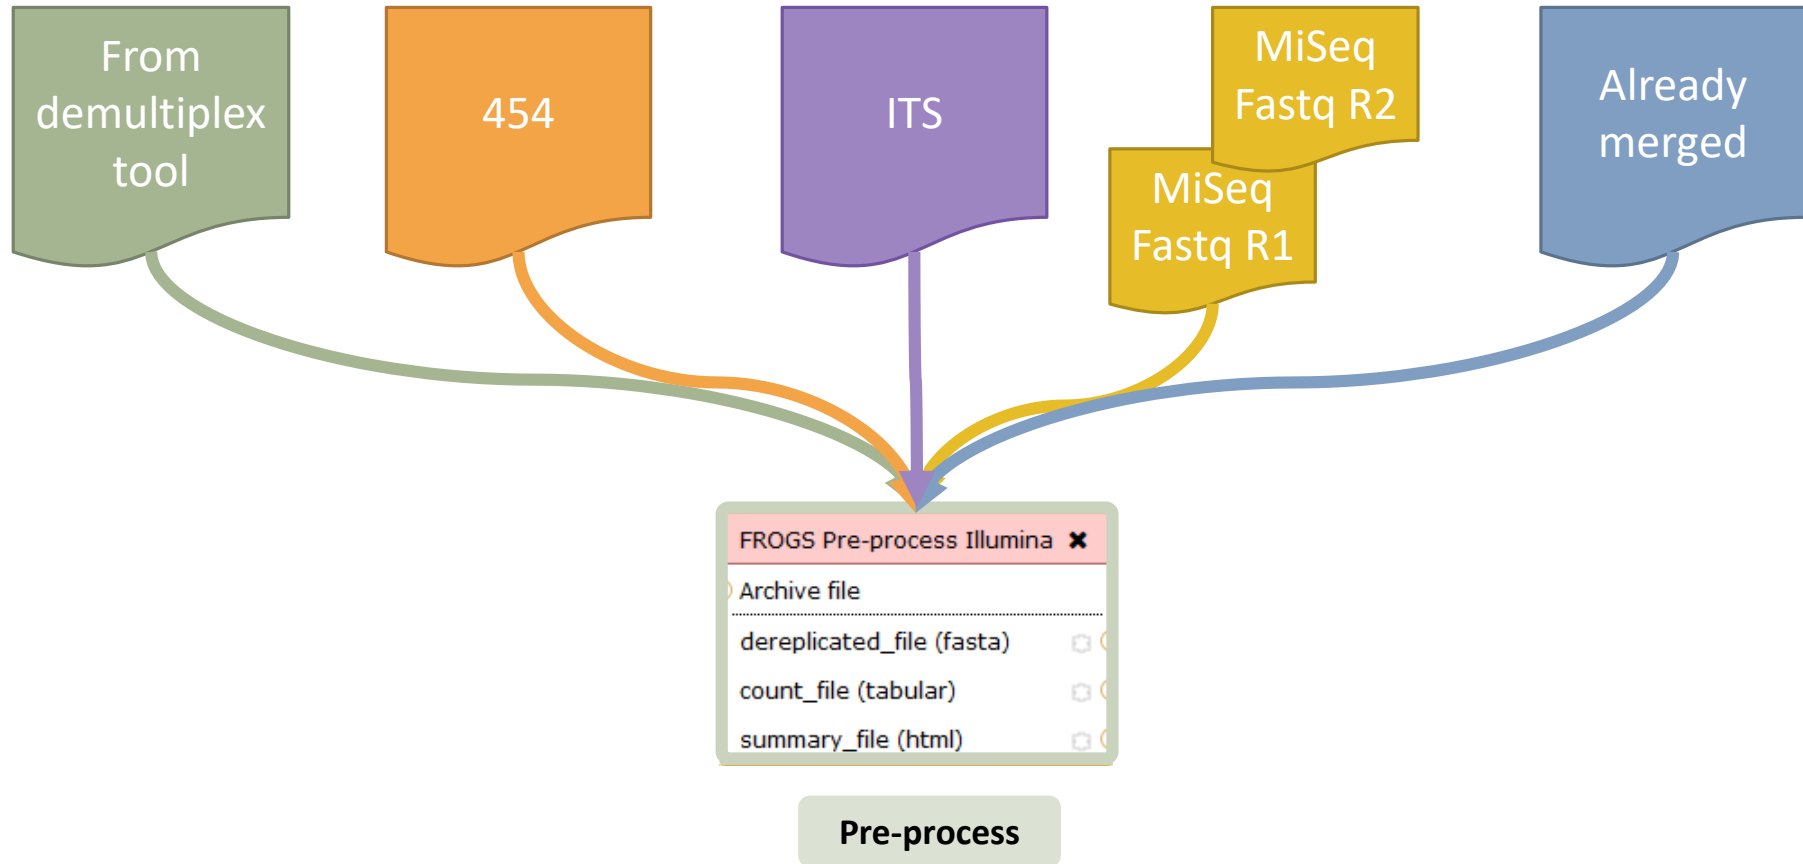 From
demultiplex
tool
454
ITS
MiSeq
Fastq R2
MiSeq
Fastq R1
Already
merged
FROGS Pre-process Illumina ✖
Archive file
dereplicated_file (fasta)
count_file (tabular)
summary_file (html)
Pre-process